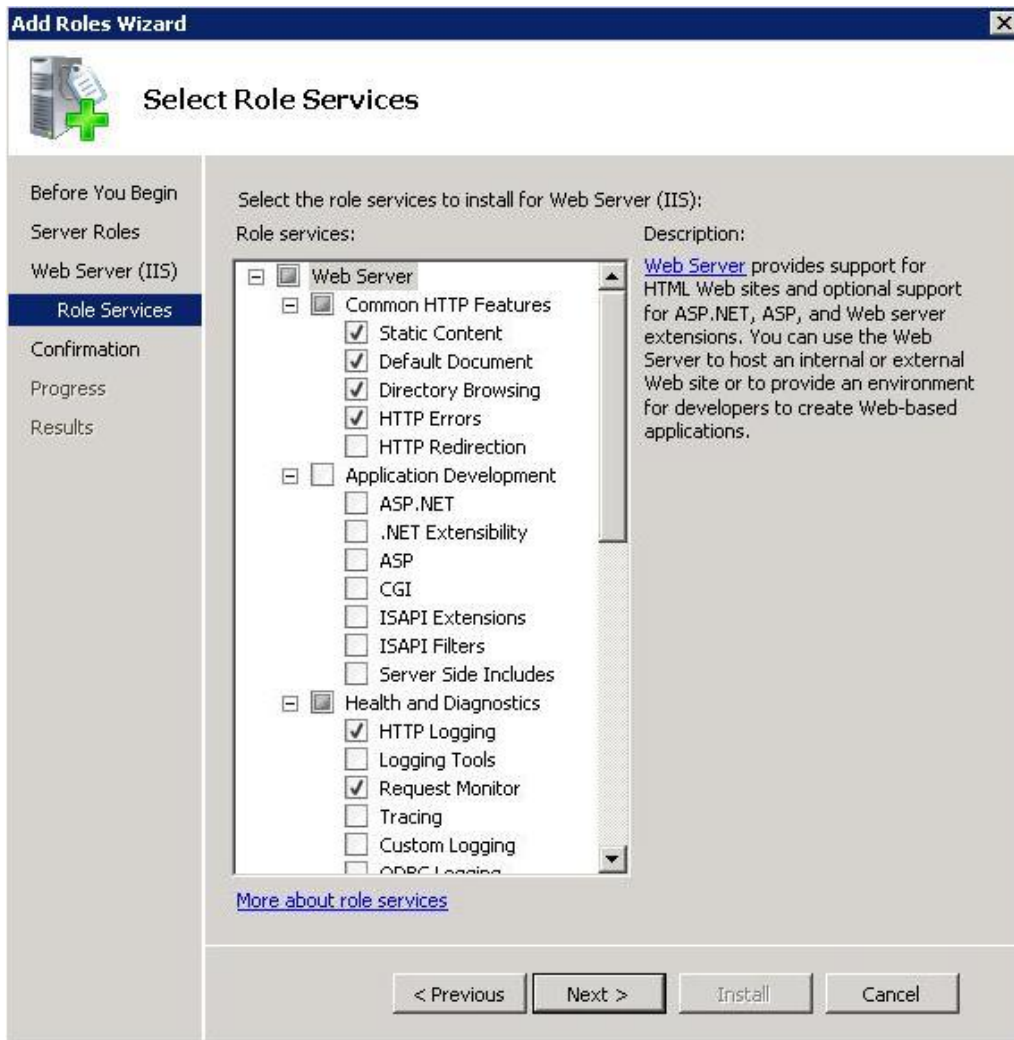 Add Roles Wizard
Select Role Services
Before You Begin
Server Roles
Web Server (IIS)
Role Services
Confirmation
Progress
Results
Select the role services to install for Web Server (IIS):
Role services:
Web Server
Common HTTP Features
Static Content
Default Document
Directory Browsing
HTTP Errors
HTTP Redirection
Application Development
ASP.NET
.NET Extensibility
ASP
CGI
ISAPI Extensions
ISAPI Filters
Server Side Includes
Health and Diagnostics
HTTP Logging
Logging Tools
Request Monitor
Tracing
Custom Logging
ODBC Logging
More about role services
Description:
Web Server provides support for
HTML Web sites and optional support
for ASP.NET, ASP, and Web server
extensions. You can use the Web
Server to host an internal or external
Web site or to provide an environment
for developers to create Web-based
applications.
< Previous
Next >
Install
Cancel